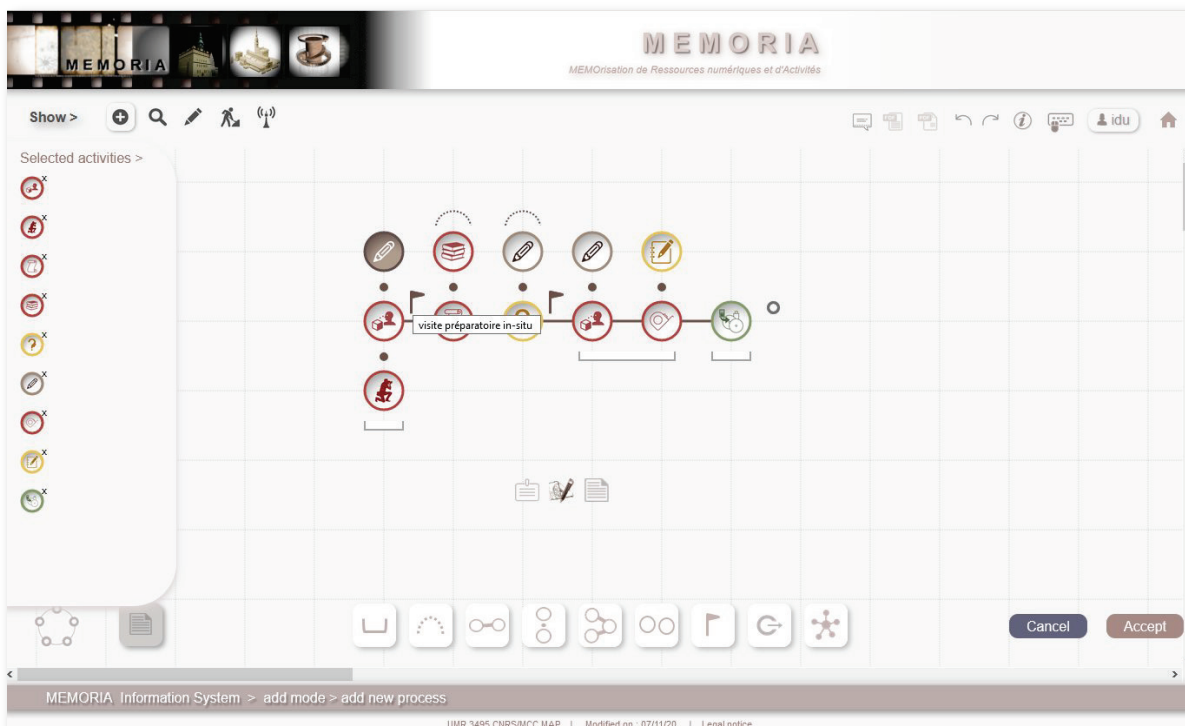 MEMORIA
MEMORIA
MEMOrisation de Ressources numériques et d'Activités
Show >
idu
Selected activities >
x
x
x
x
x
x
x
x
x
visite préparatoire in-situ
Cancel
Accept
MEMORIA Information System > add mode > add new process
UMR 3495 CNRS/MCC MAP | Modified on : 07/11/20 | Legal notice